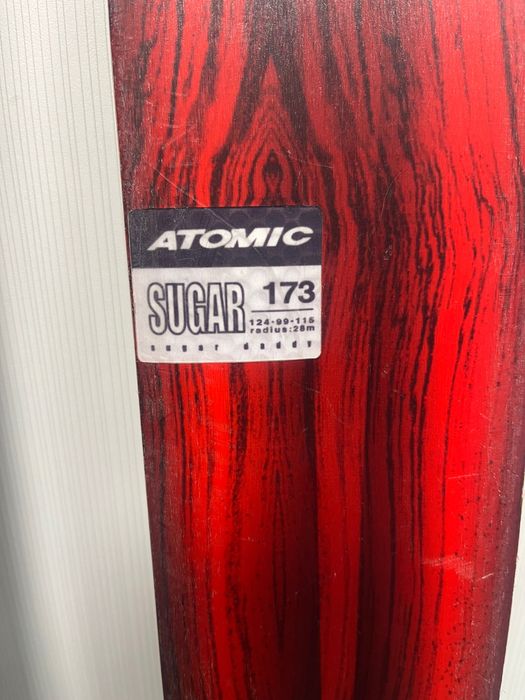 ATOMIC
SUGAR 173
124-99-115
radius:28m
sugar daddy